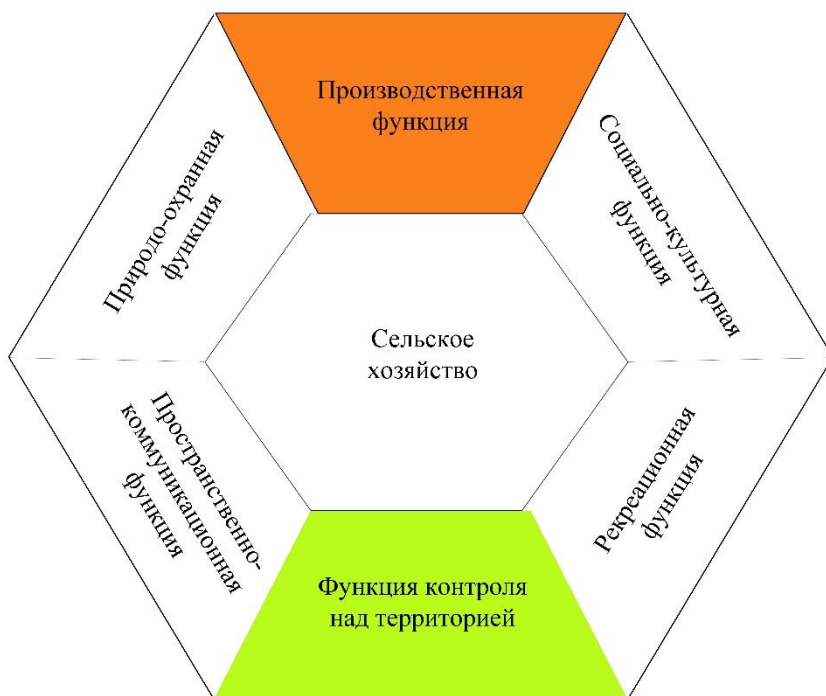 Производственная
функция
Социально-культурная
функция
Природо-охранная
функция
Сельское
хозяйство
Пространственно-
коммуникационная
функция
Рекреационная
функция
Функция контроля
над территорией